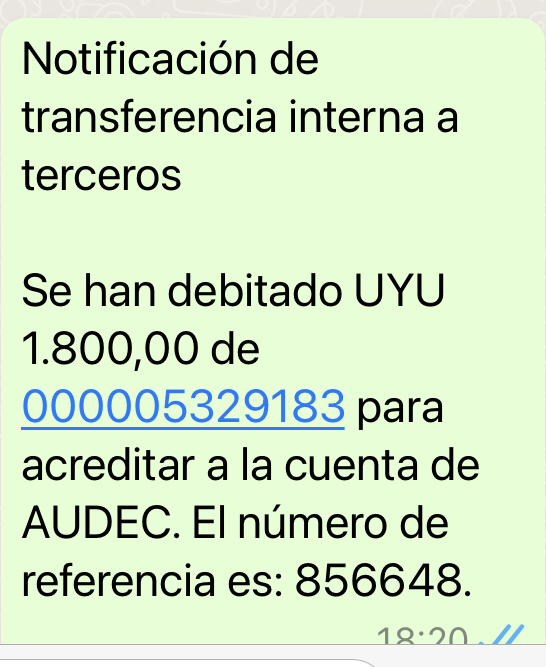 Notificación de
transferencia interna a
terceros
Se han debitado UYU
1.800,00 de
000005329183 para
acreditar a la cuenta de
AUDEC. El número de
referencia es: 856648.
18:20